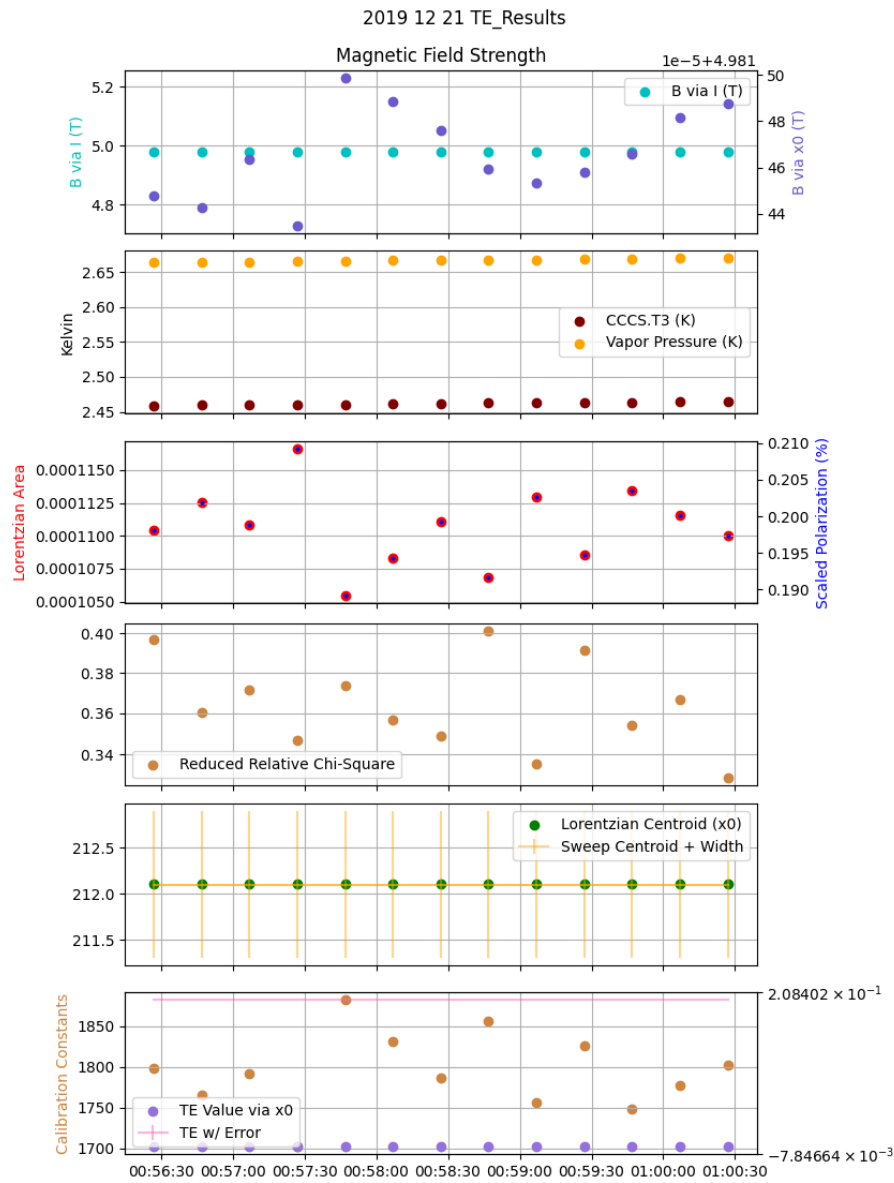 2019 12 21 TE_Results
Magnetic Field Strength
1e-5+4.981
B via I (T)
5.2
5.0
4.8
B via I (T)
50
48
46
44
B via x0 (T)
Kelvin
2.65
2.60
2.55
2.50
2.45
CCCS.T3 (K)
Vapor Pressure (K)
Lorentzian Area
0.0001150
0.0001125
0.0001100
0.0001075
0.0001050
0.210
0.205
0.200
0.195
0.190
Scaled Polarization (%)
0.40
0.38
0.36
0.34
Reduced Relative Chi-Square
212.5
212.0
211.5
Lorentzian Centroid (x0)
Sweep Centroid + Width
Calibration Constants
1850
1800
1750
1700
TE Value via x0
TE w/ Error
2.08402 × 10⁻¹
−7.84664 × 10⁻³
00:56:30 00:57:00 00:57:30 00:58:00 00:58:30 00:59:00 00:59:30 01:00:00 01:00:30